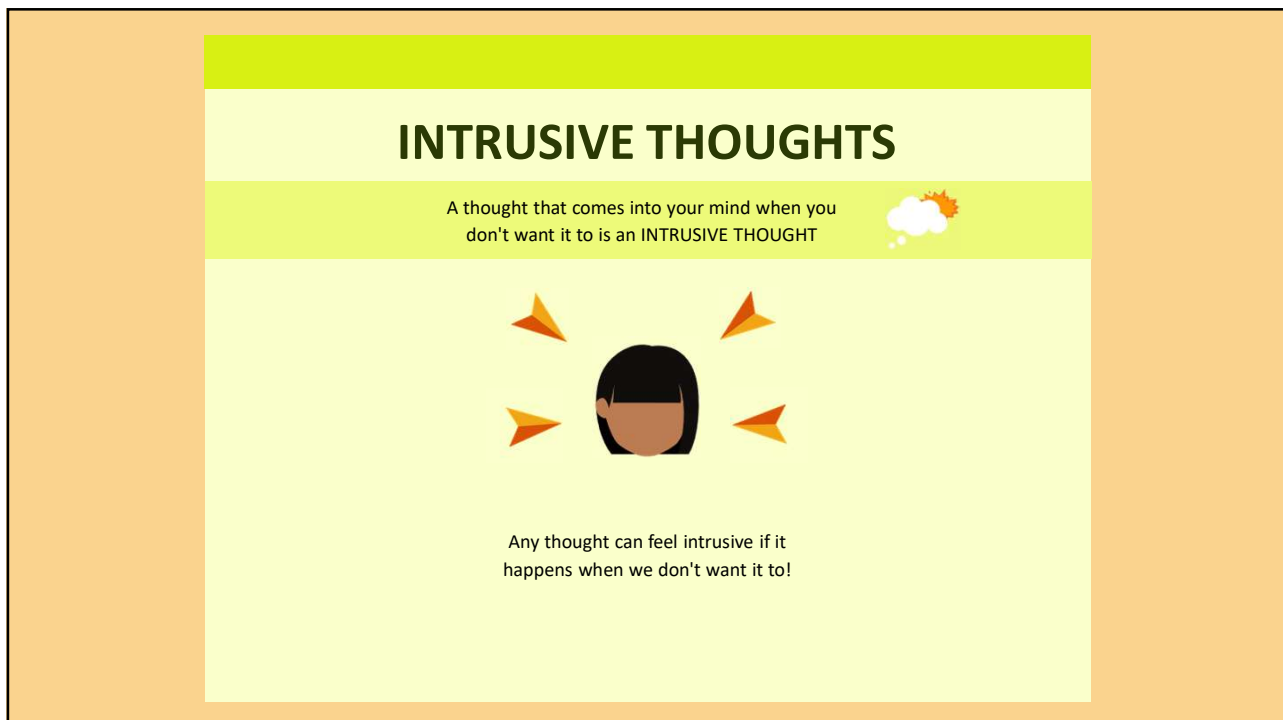 INTRUSIVE THOUGHTS
A thought that comes into your mind when you
don't want it to is an INTRUSIVE THOUGHT
Any thought can feel intrusive if it
happens when we don't want it to!